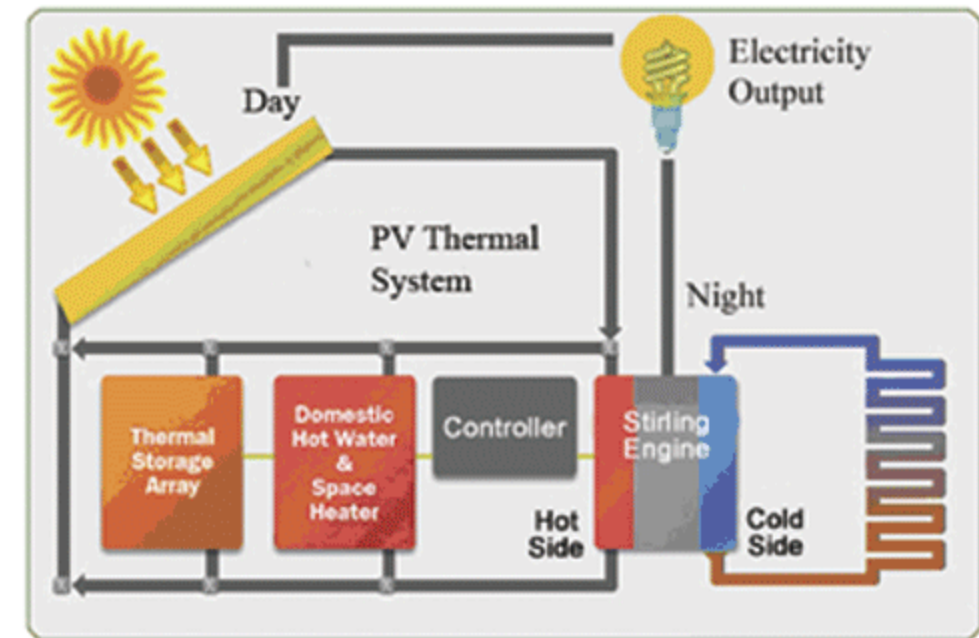 Day
Electricity
Output
PV Thermal
System
Night
Thermal
Storage
Array
Domestic
Hot Water
&
Space
Heater
Controller
Stirling
Engine
Hot
Side
Cold
Side